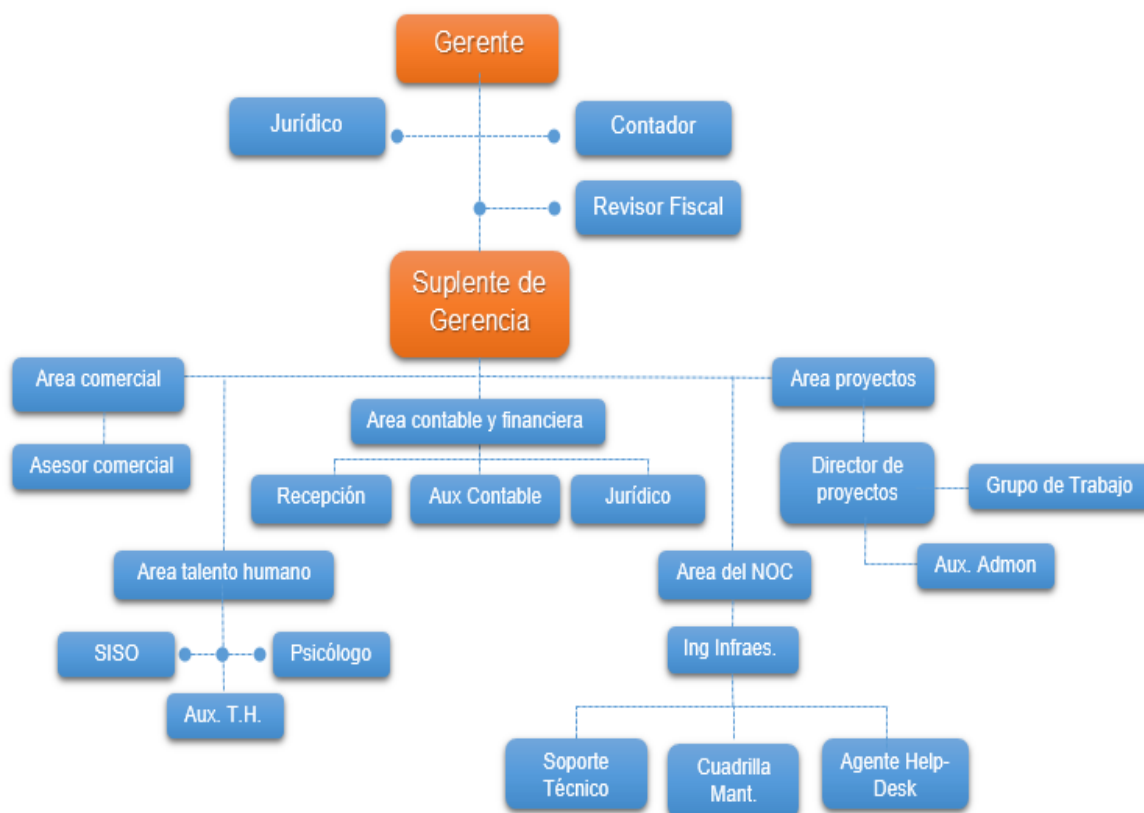 Gerente
Jurídico
Contador
Revisor Fiscal
Suplente de
Gerencia
Area comercial
Area proyectos
Area contable y financiera
Asesor comercial
Director de
proyectos
Grupo de Trabajo
Recepción
Aux Contable
Jurídico
Aux. Admon
Area talento humano
Area del NOC
SISO
Psicólogo
Ing Infraes.
Aux. T.H.
Soporte
Técnico
Cuadrilla
Mant.
Agente Help-
Desk